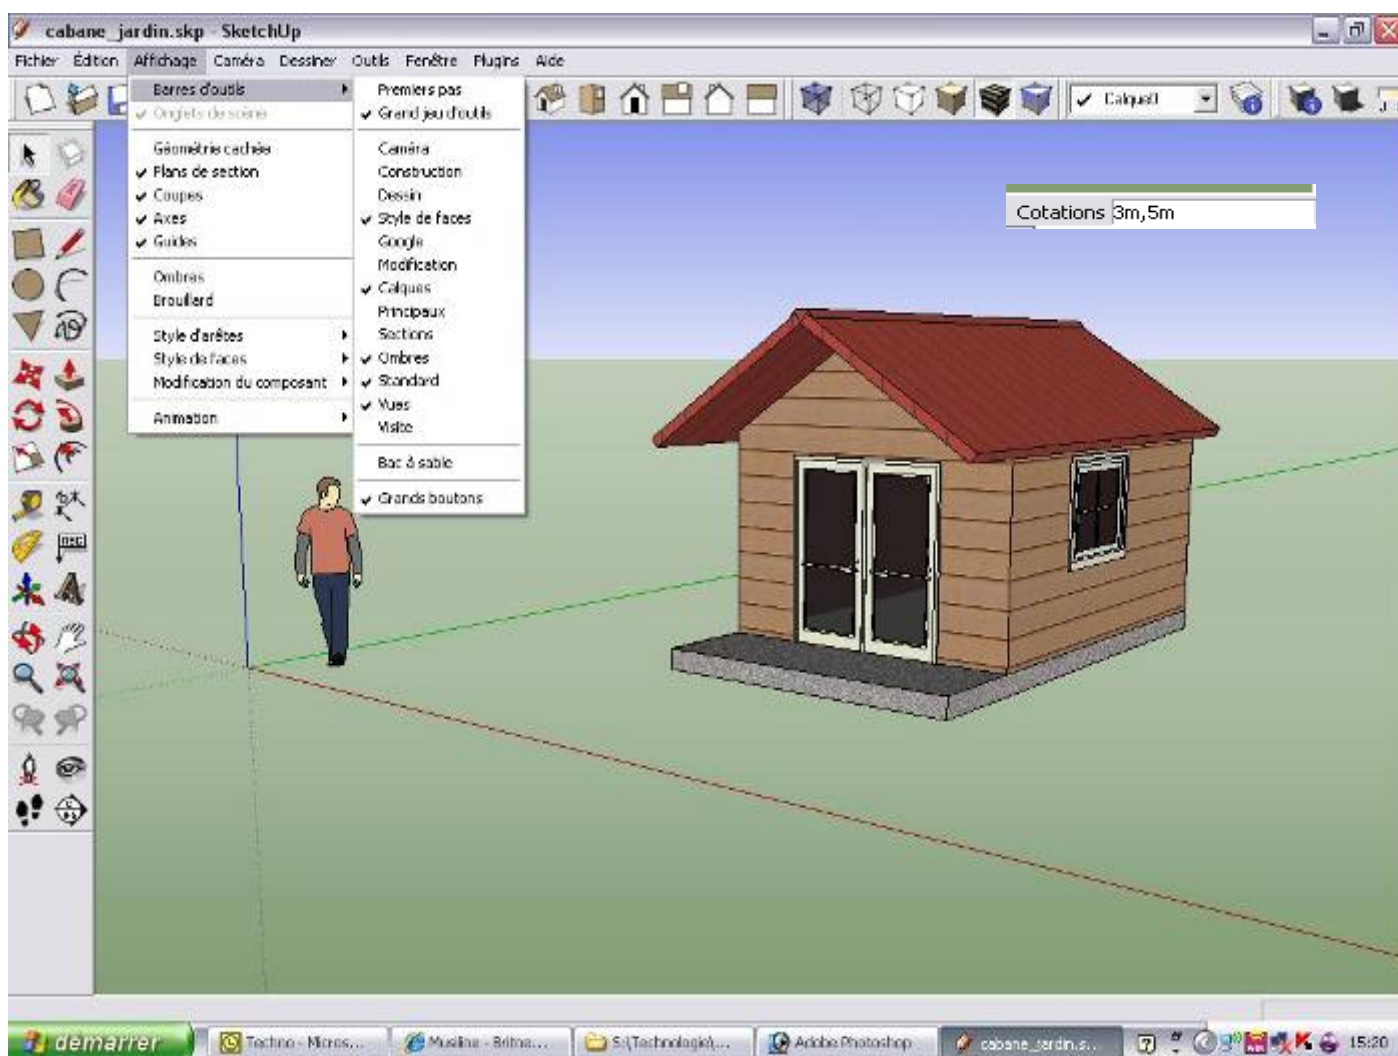 cabane_jardin.skp - SketchUp
Fichier Édition Affichage Caméra Dessiner Outils Fenêtre Plugins Aide
Barres d'outils
Onglets de scène
Géométrie cachée
Plans de section
Coupes
Axes
Guides
Ombres
Brouillard
Style d'arêtes
Style de faces
Modification du composant
Animation
Premiers pas
Grand jeu d'outils
Caméra
Construction
Dessin
Style de faces
Google
Modification
Calques
Principaux
Sections
Ombres
Standard
Vues
Visite
Bac à sable
Grands boutons
Calque0
Cotations 3m,5m
démarrer
Techno - Micros...
Musline - Britne...
S:\Technologie\...
Adobe Photoshop
cabane_jardin.s...
15:20